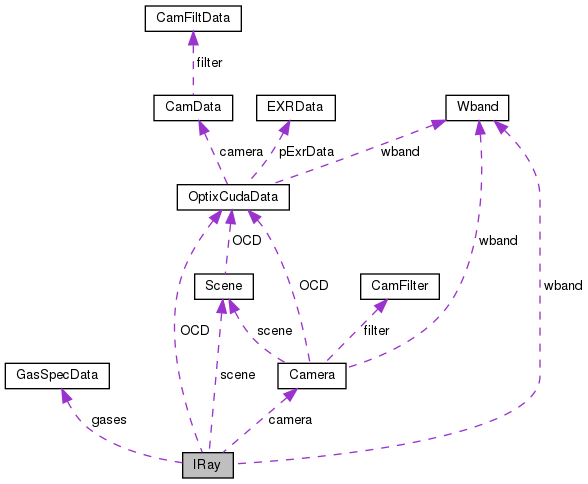 CamFiltData
filter
CamData
EXRData
Wband
camera
pExrData
wband
OptixCudaData
OCD
wband
Scene
OCD
CamFilter
wband
OCD
scene
filter
GasSpecData
scene
Camera
gases
camera
IRay